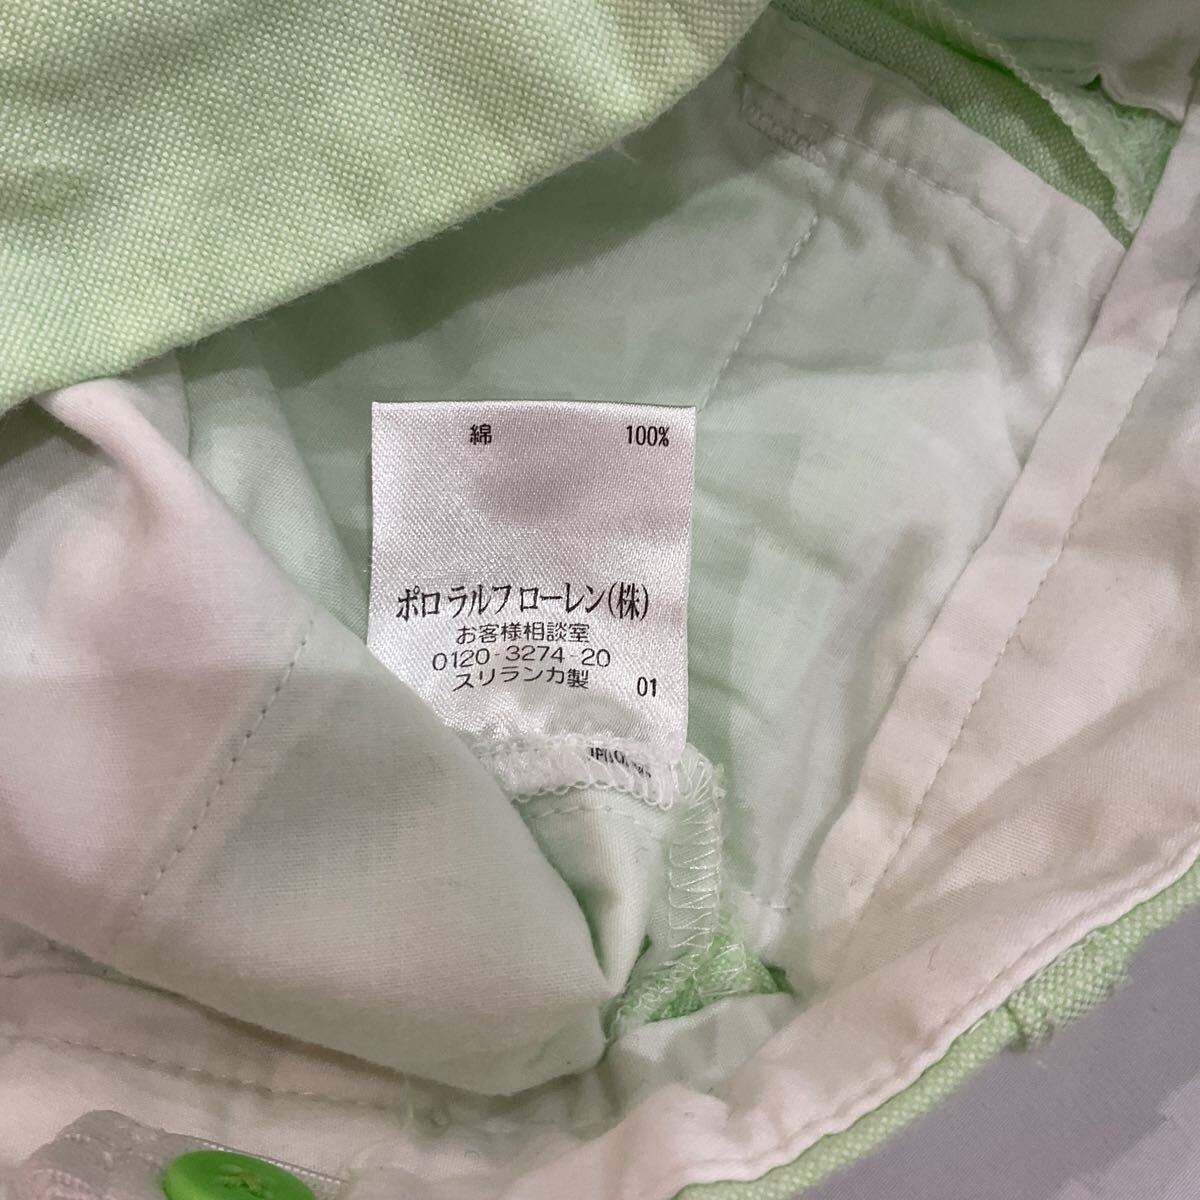 綿 100%
ポロ ラルフ ローレン(株)
お客様相談室
0120-3274-20
スリランカ製 01